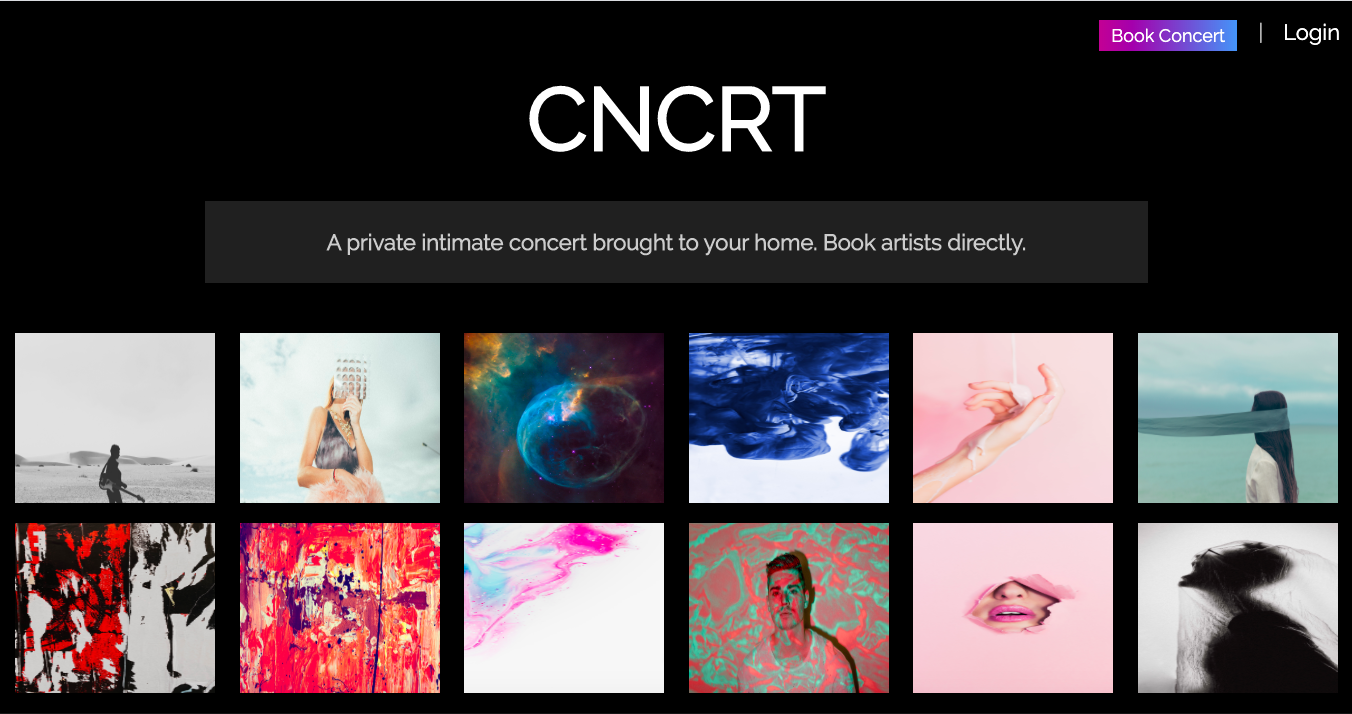 Book Concert | Login
CNCRT
A private intimate concert brought to your home. Book artists directly.